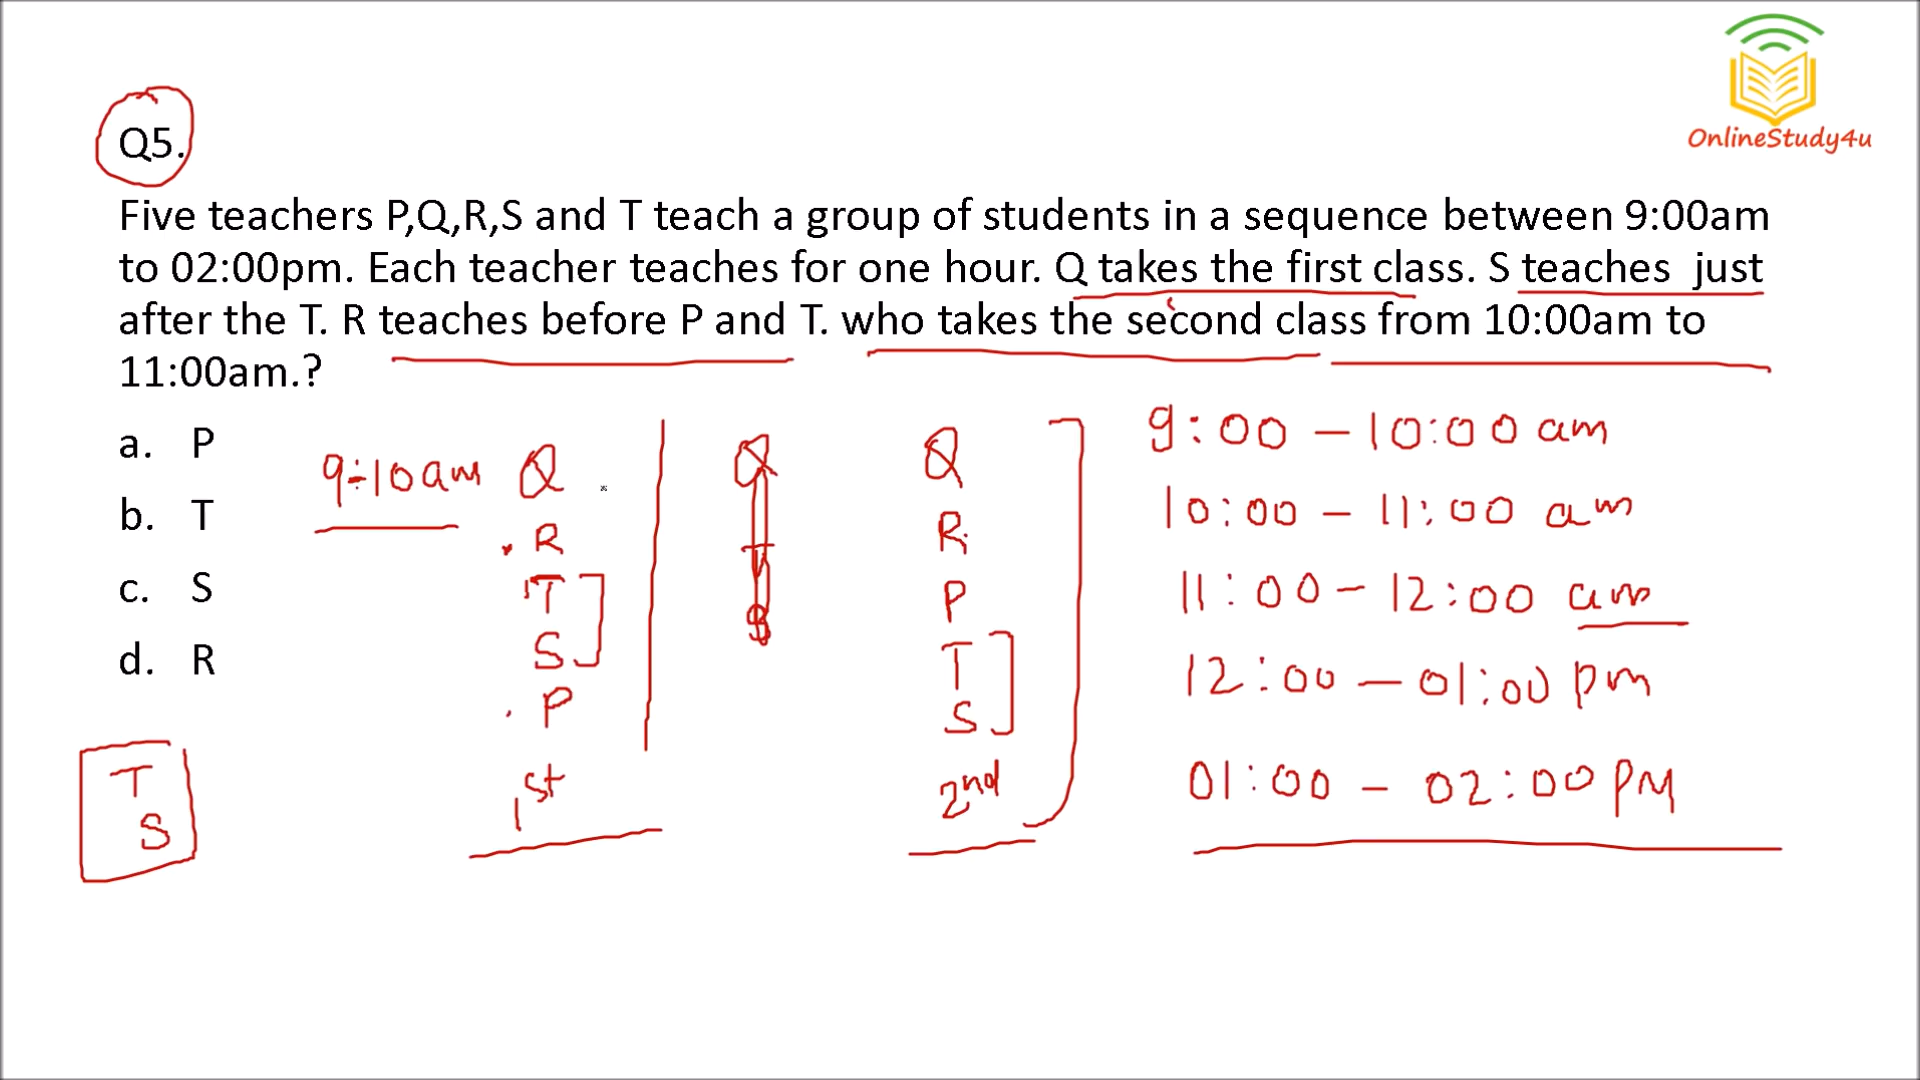 OnlineStudy4u
Q5.
Five teachers P,Q,R,S and T teach a group of students in a sequence between 9:00am
to 02:00pm. Each teacher teaches for one hour. Q takes the first class. S teaches just
after the T. R teaches before P and T. who takes the second class from 10:00am to
11:00am.?
a. P
b. T
c. S
d. R
T
S
9-10am Q
R
T
S
P
1st
Q
T
S
Q
R
P
T
S
2nd
9:00 - 10:00 am
10:00 - 11:00 am
11:00 - 12:00 am
12:00 - 01:00 pm
01:00 - 02:00 PM